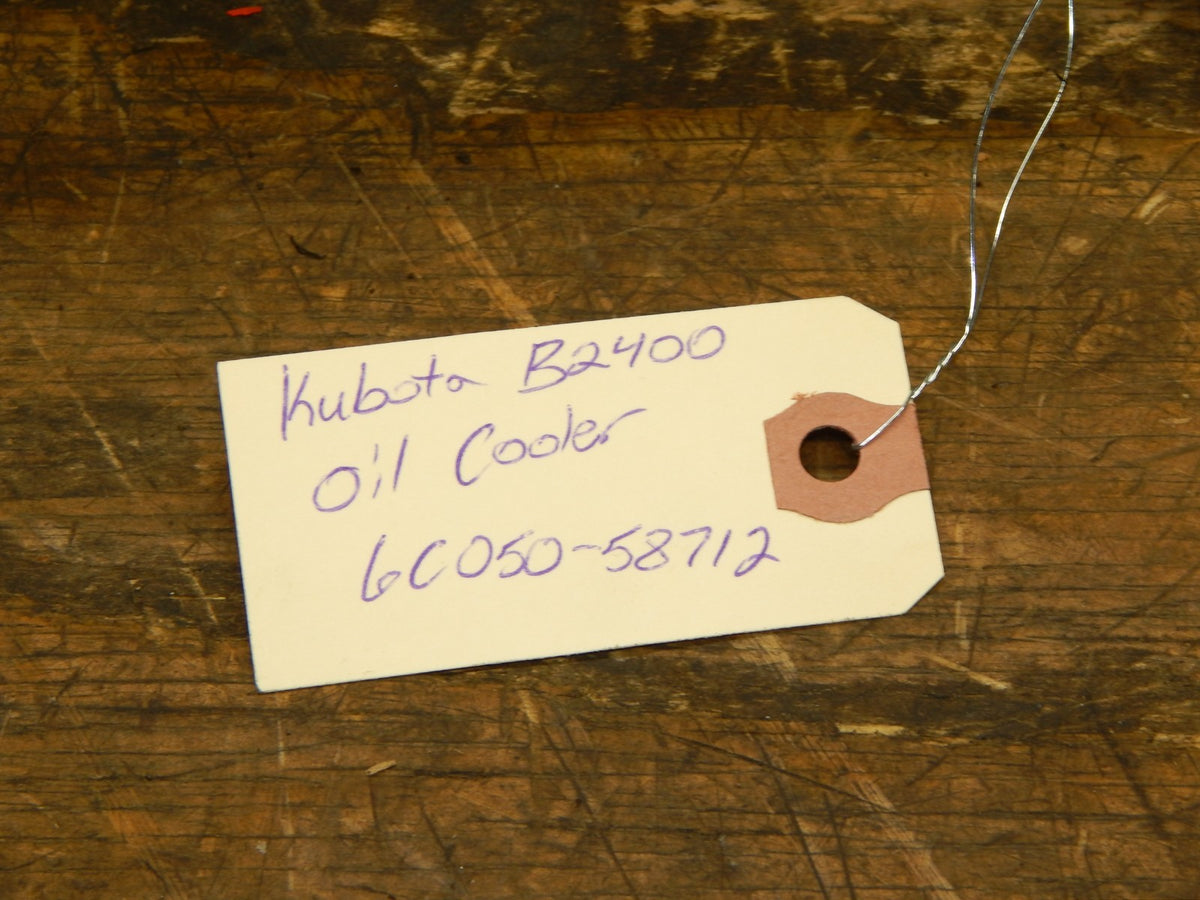 Kubota B2400
Oil Cooler
6C050-58712